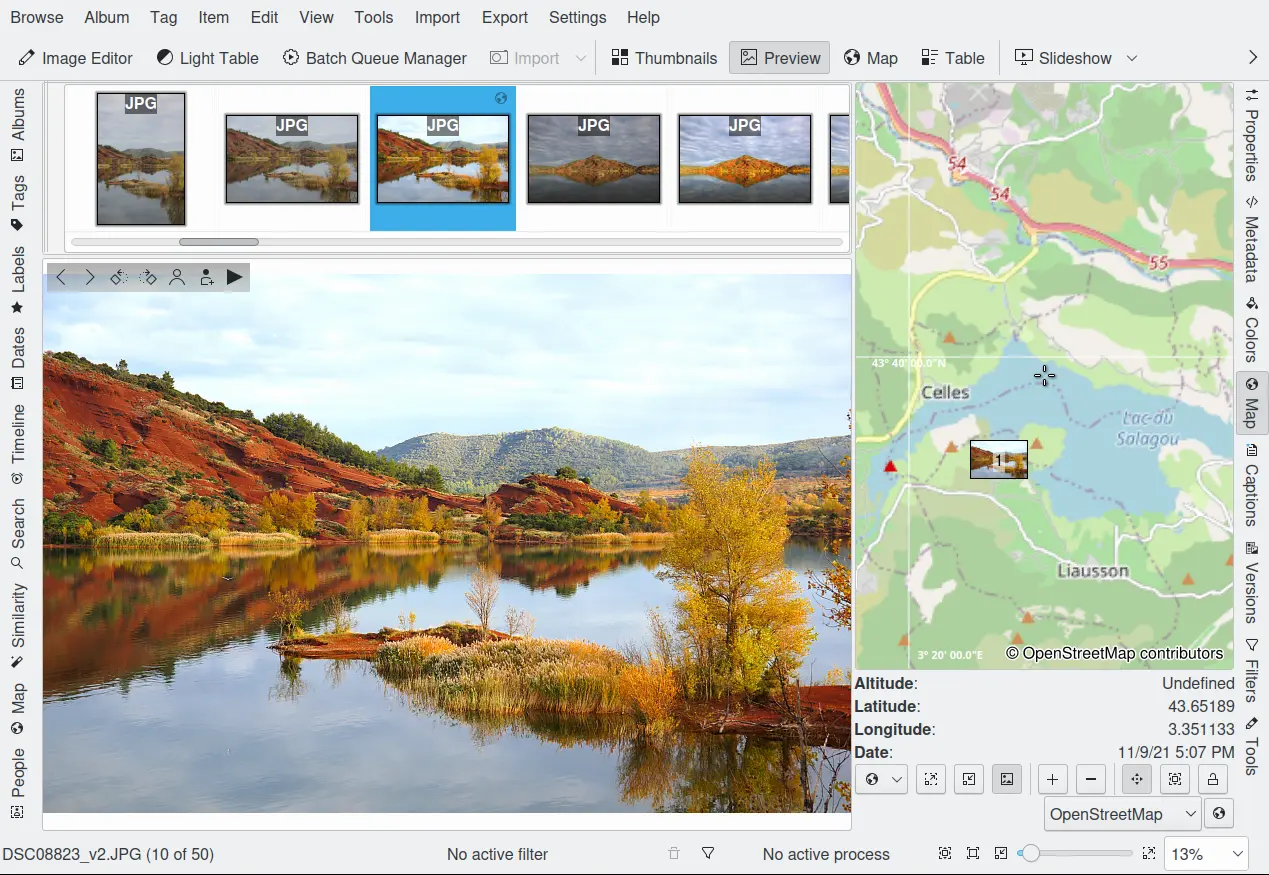 Browse Album Tag Item Edit View Tools Import Export Settings Help
Image Editor Light Table Batch Queue Manager Import Thumbnails Preview Map Table Slideshow
Albums
Tags
Labels
Dates
Timeline
Search
Similarity
Map
People
JPG JPG JPG JPG JPG
54
54
55
43° 40' 00.0"N
Celles
Lac du
Salagou
1
Liausson
3° 20' 00.0"E
© OpenStreetMap contributors
Altitude: Undefined
Latitude: 43.65189
Longitude: 3.351133
Date: 11/9/21 5:07 PM
OpenStreetMap
Properties
Metadata
Colors
Map
Captions
Versions
Filters
Tools
DSC08823_v2.JPG (10 of 50) No active filter No active process 13%